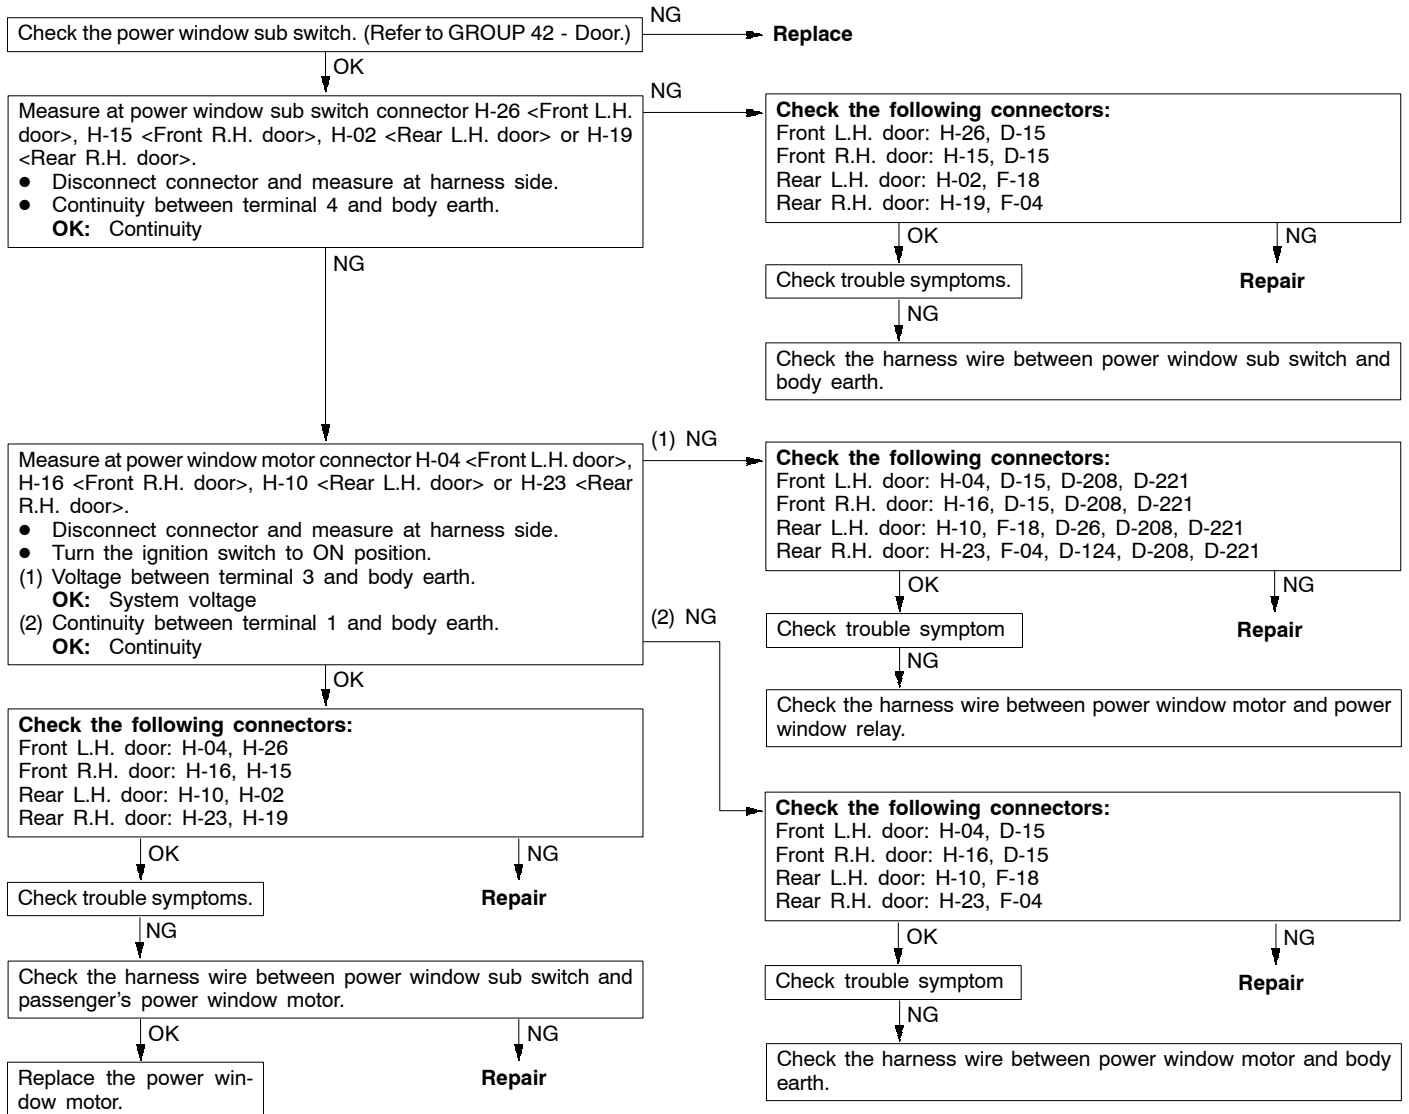 Check the power window sub switch. (Refer to GROUP 42 - Door.)
NG
Replace
OK
Measure at power window sub switch connector H-26 <Front L.H.
door>, H-15 <Front R.H. door>, H-02 <Rear L.H. door> or H-19
<Rear R.H. door>.
● Disconnect connector and measure at harness side.
● Continuity between terminal 4 and body earth.
OK: Continuity
NG
Check the following connectors:
Front L.H. door: H-26, D-15
Front R.H. door: H-15, D-15
Rear L.H. door: H-02, F-18
Rear R.H. door: H-19, F-04
OK
NG
Check trouble symptoms.
Repair
NG
Check the harness wire between power window sub switch and
body earth.
NG
Measure at power window motor connector H-04 <Front L.H. door>,
H-16 <Front R.H. door>, H-10 <Rear L.H. door> or H-23 <Rear
R.H. door>.
● Disconnect connector and measure at harness side.
● Turn the ignition switch to ON position.
(1) Voltage between terminal 3 and body earth.
OK: System voltage
(2) Continuity between terminal 1 and body earth.
OK: Continuity
(1) NG
Check the following connectors:
Front L.H. door: H-04, D-15, D-208, D-221
Front R.H. door: H-16, D-15, D-208, D-221
Rear L.H. door: H-10, F-18, D-26, D-208, D-221
Rear R.H. door: H-23, F-04, D-124, D-208, D-221
OK
NG
Check trouble symptom
Repair
NG
Check the harness wire between power window motor and power
window relay.
(2) NG
Check the following connectors:
Front L.H. door: H-04, D-15
Front R.H. door: H-16, D-15
Rear L.H. door: H-10, F-18
Rear R.H. door: H-23, F-04
OK
NG
Check trouble symptom
Repair
NG
Check the harness wire between power window motor and body
earth.
OK
Check the following connectors:
Front L.H. door: H-04, H-26
Front R.H. door: H-16, H-15
Rear L.H. door: H-10, H-02
Rear R.H. door: H-23, H-19
OK
NG
Check trouble symptoms.
Repair
NG
Check the harness wire between power window sub switch and
passenger's power window motor.
OK
NG
Replace the power win-
dow motor.
Repair